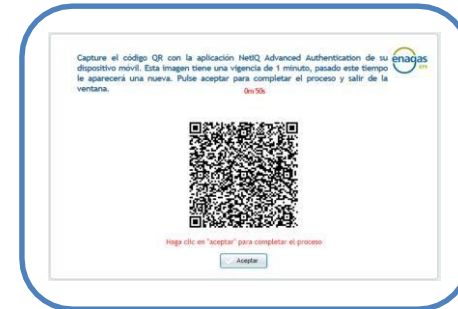 Capture el código QR con la aplicación NetIQ Advanced Authentication de su
dispositivo móvil. Esta imagen tiene una vigencia de 1 minuto, pasado este tiempo
le aparecerá una nueva. Pulse aceptar para completar el proceso y salir de la
ventana.
enagas
0m 50s
Haga clic en "aceptar" para completar el proceso
Aceptar